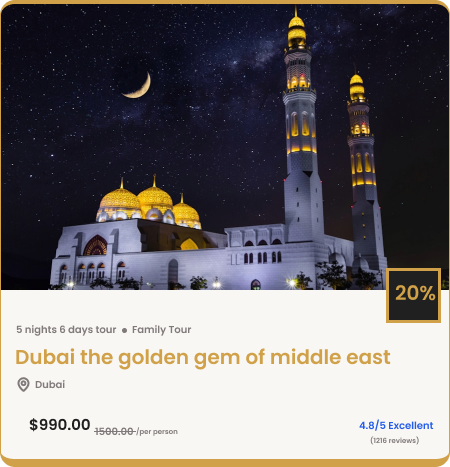 20%
5 nights 6 days tour ● Family Tour
Dubai the golden gem of middle east
Dubai
$990.00 1500.00 /per person
4.8/5 Excellent
(1216 reviews)